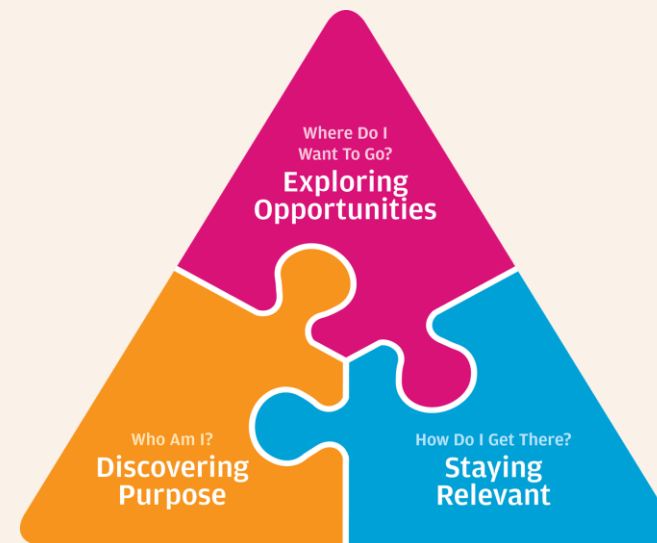 Where Do I
Want To Go?
Exploring
Opportunities
Who Am I?
Discovering
Purpose
How Do I Get There?
Staying
Relevant